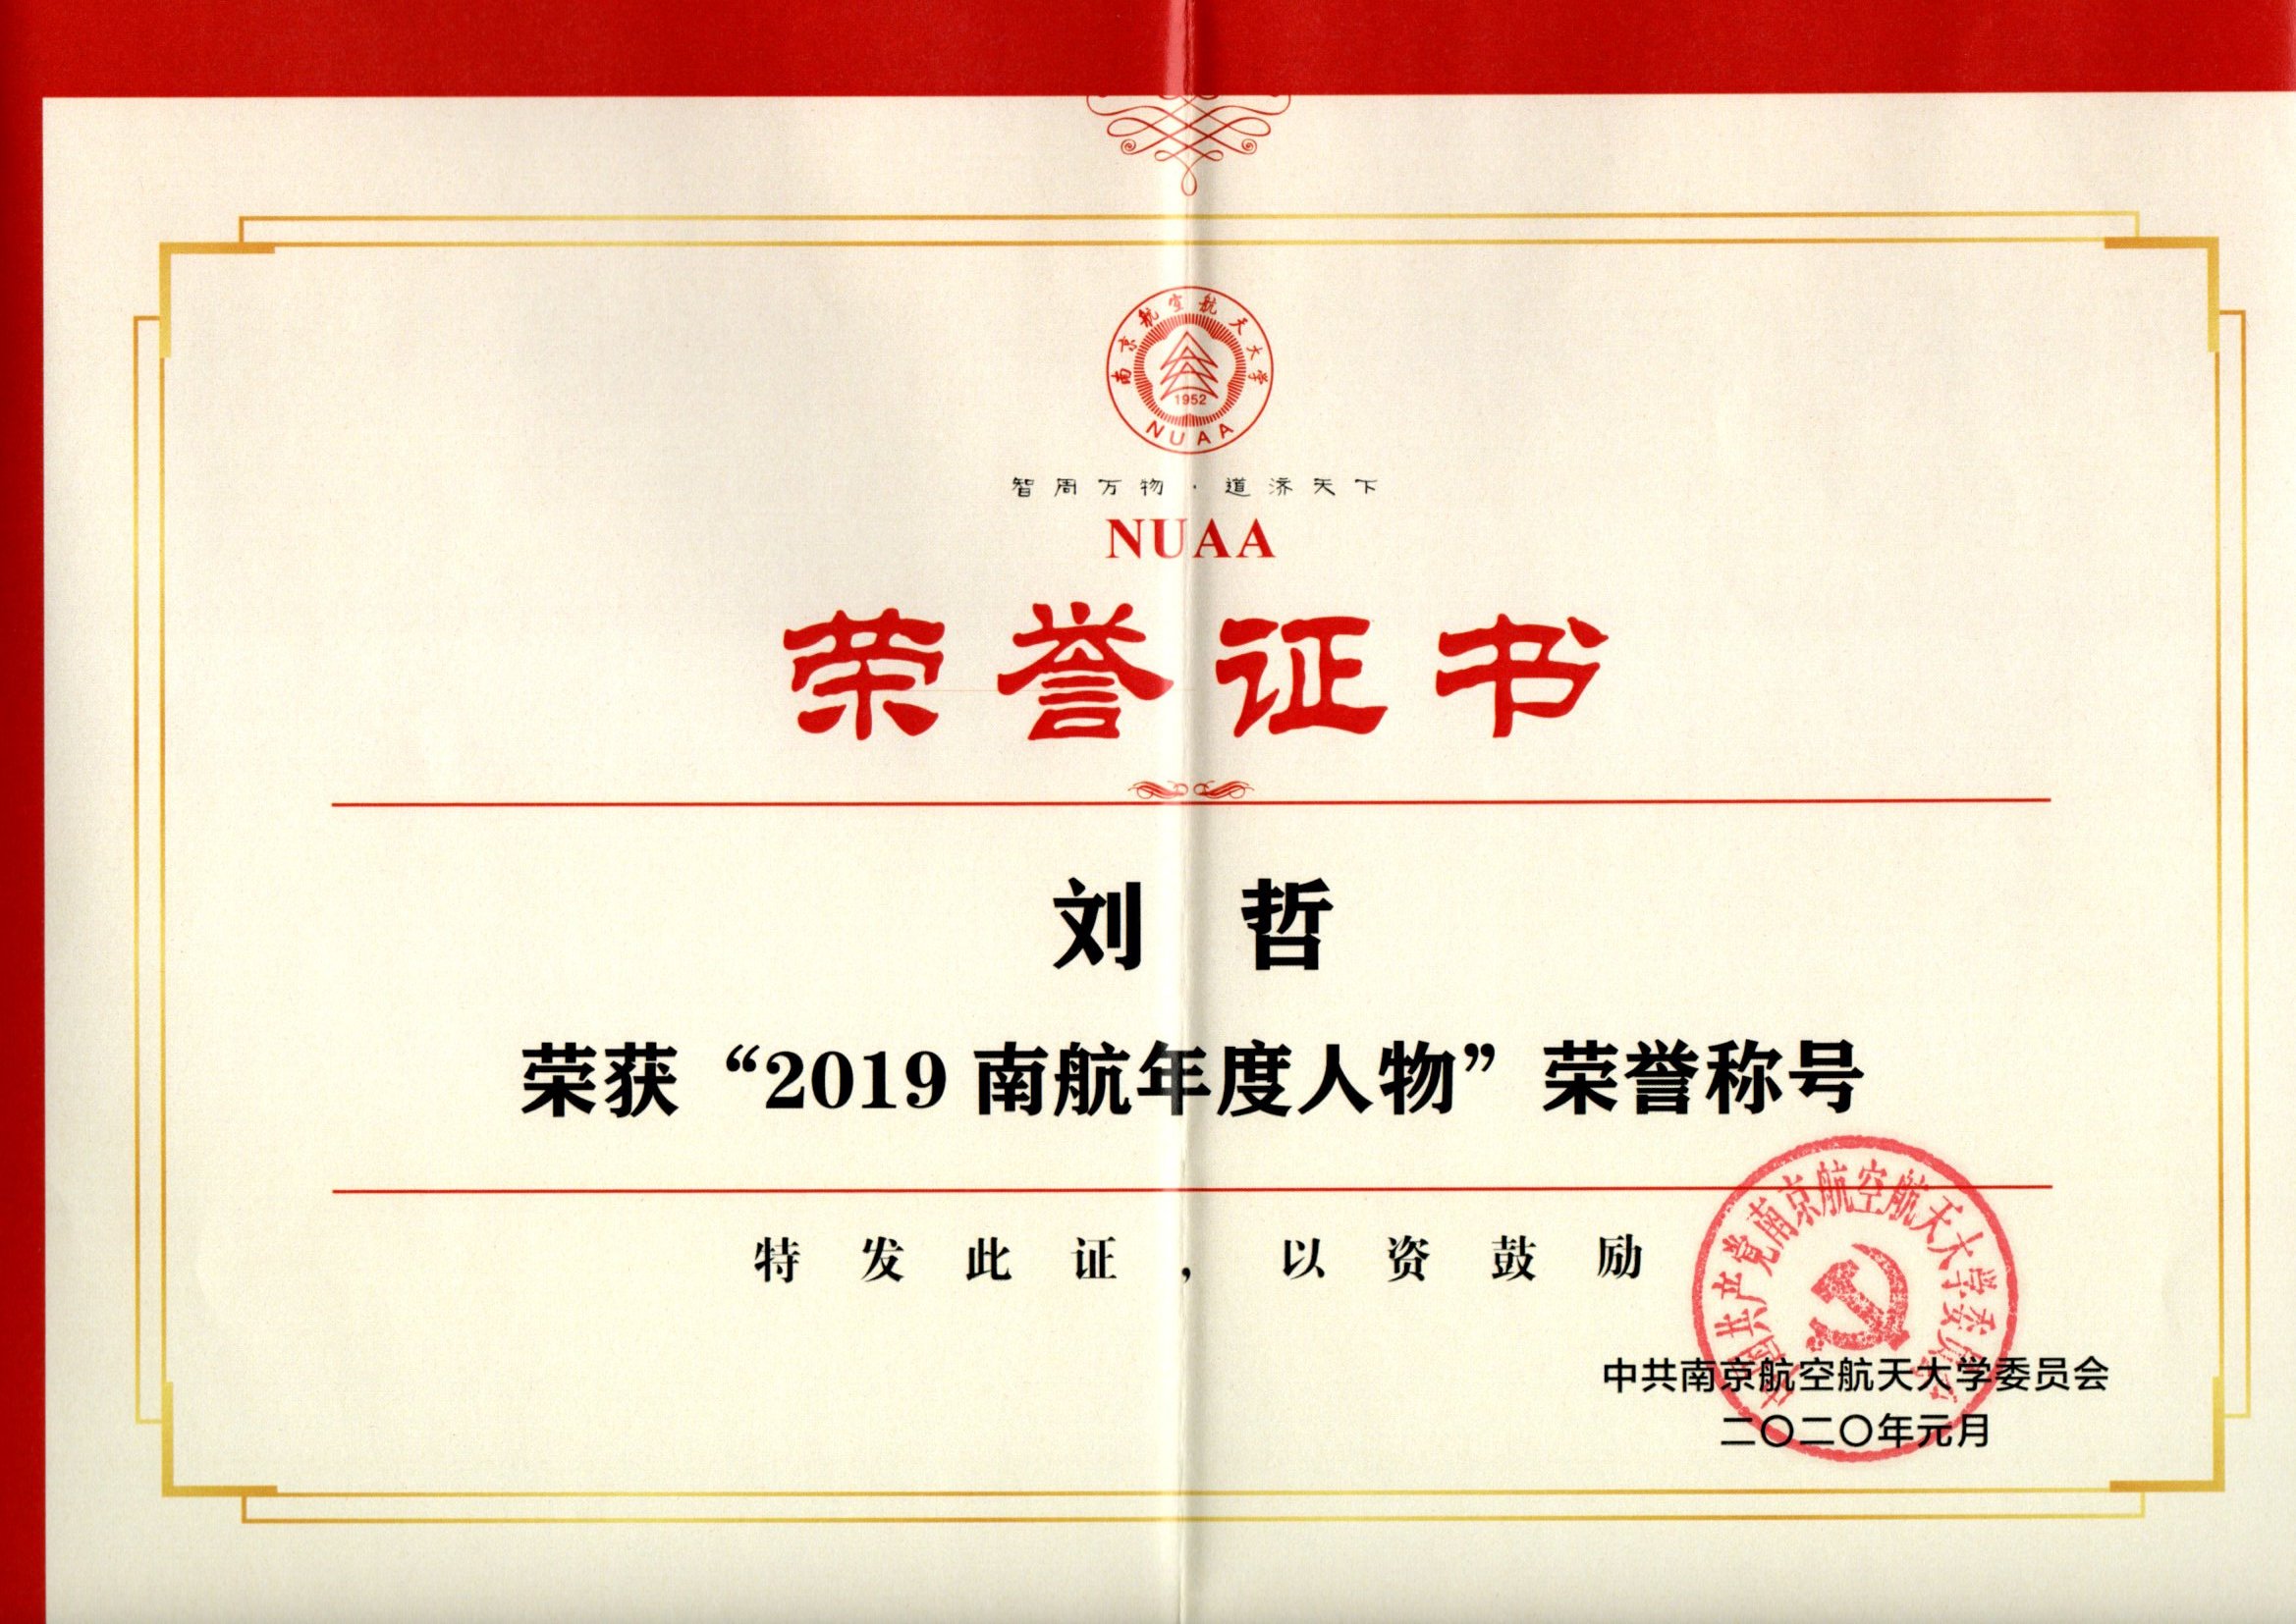 南京航空航天大学
1952
NUAA
智周万物·道济天下
NUAA
荣誉证书
刘 哲
荣获“2019 南航年度人物”荣誉称号
特发此证，以资鼓励
中国共产党南京航空航天大学委员会
中共南京航空航天大学委员会
二〇二〇年元月